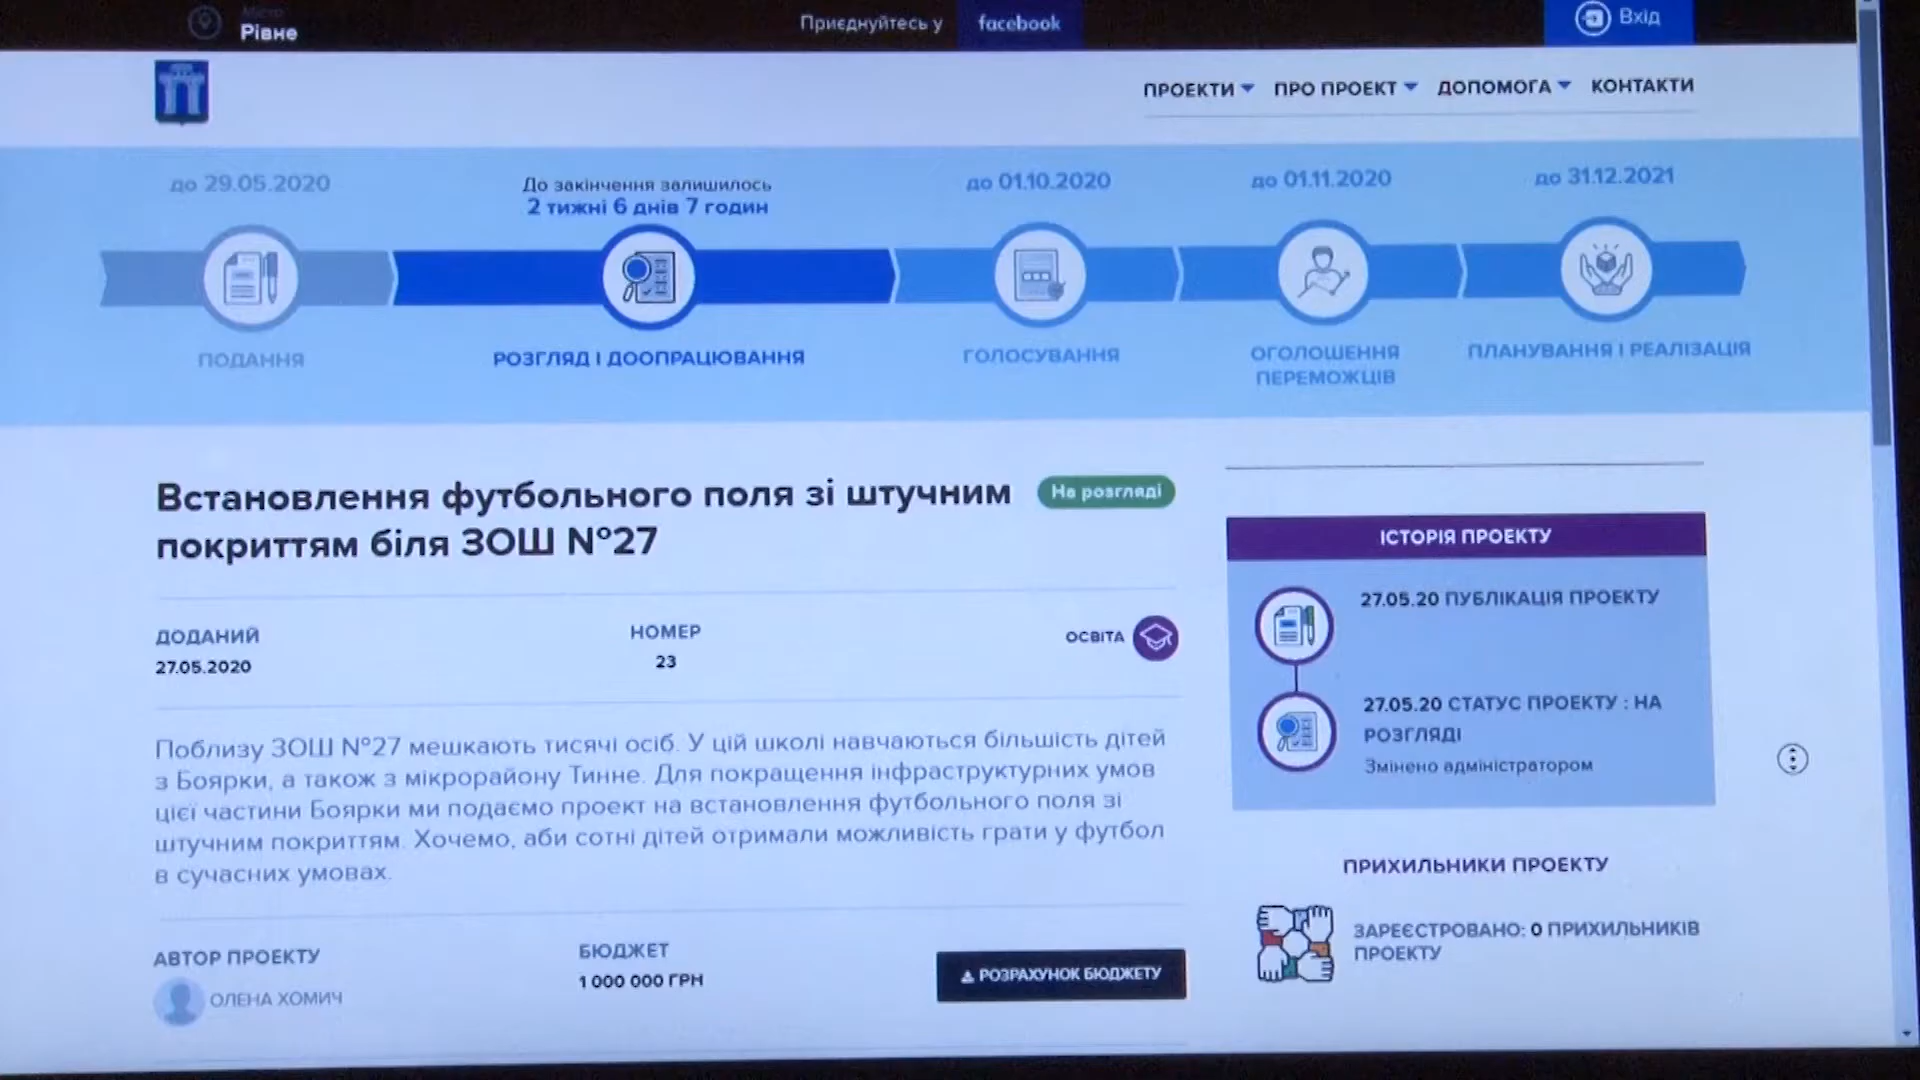 Місто
Рівне
Приєднуйтесь у facebook
Вхід
ПРОЕКТИ ПРО ПРОЕКТ ДОПОМОГА КОНТАКТИ
до 29.05.2020
До закінчення залишилось
2 тижні 6 днів 7 годин
до 01.10.2020
до 01.11.2020
до 31.12.2021
ПОДАННЯ
РОЗГЛЯД І ДООПРАЦЮВАННЯ
ГОЛОСУВАННЯ
ОГОЛОШЕННЯ
ПЕРЕМОЖЦІВ
ПЛАНУВАННЯ І РЕАЛІЗАЦІЯ
Встановлення футбольного поля зі штучним
покриттям біля ЗОШ №27
На розгляді
ДОДАНИЙ
27.05.2020
НОМЕР
23
ОСВІТА
Поблизу ЗОШ №27 мешкають тисячі осіб. У цій школі навчаються більшість дітей
з Боярки, а також з мікрорайону Тинне. Для покращення інфраструктурних умов
цієї частини Боярки ми подаємо проект на встановлення футбольного поля зі
штучним покриттям. Хочемо, аби сотні дітей отримали можливість грати у футбол
в сучасних умовах.
АВТОР ПРОЕКТУ
ОЛЕНА ХОМИЧ
БЮДЖЕТ
1 000 000 ГРН
РОЗРАХУНОК БЮДЖЕТУ
ІСТОРІЯ ПРОЕКТУ
27.05.20 ПУБЛІКАЦІЯ ПРОЕКТУ
27.05.20 СТАТУС ПРОЕКТУ : НА
РОЗГЛЯДІ
Змінено адміністратором
ПРИХИЛЬНИКИ ПРОЕКТУ
ЗАРЕЄСТРОВАНО: 0 ПРИХИЛЬНИКІВ
ПРОЕКТУ